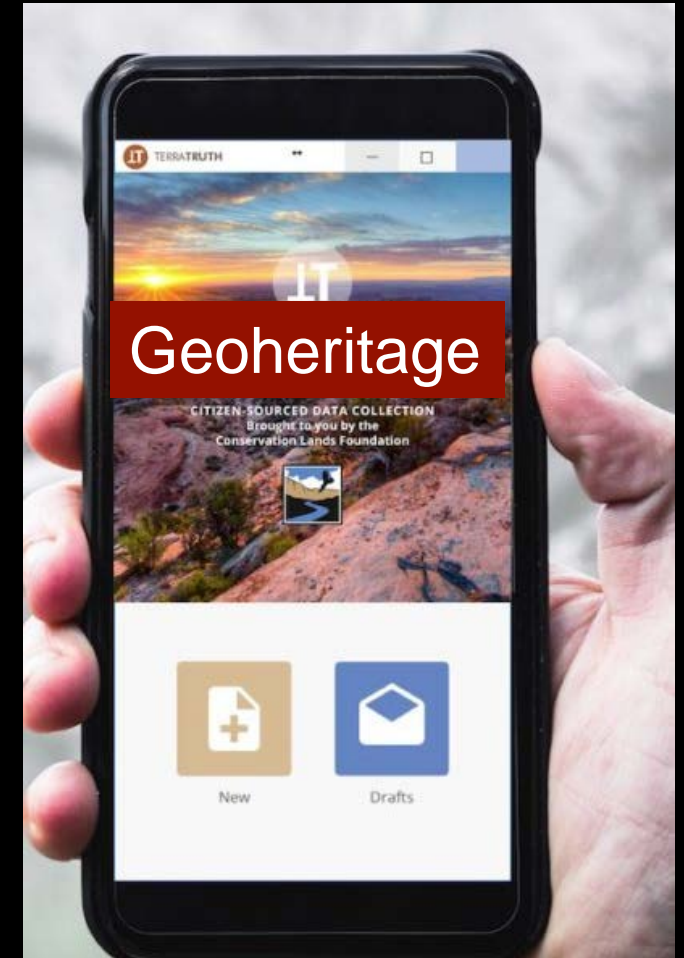 TERRATRUTH
Geoheritage
CITIZEN-SOURCED DATA COLLECTION
Brought to you by the
Conservation Lands Foundation
New
Drafts